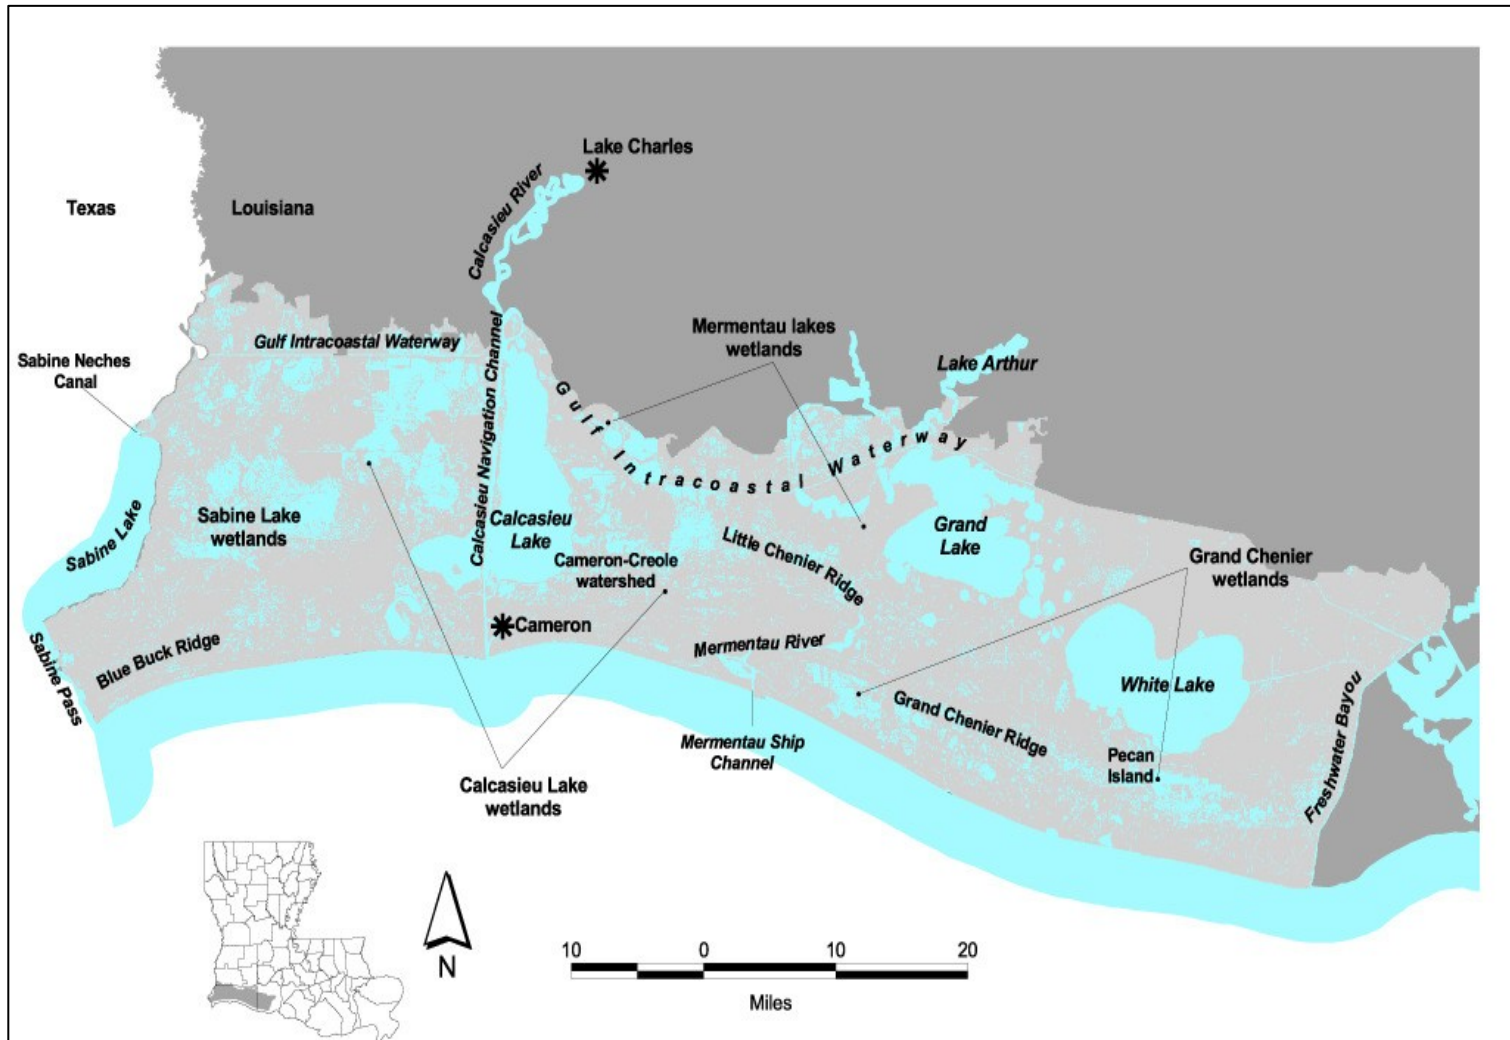 Lake Charles
Calcasieu River
Texas
Louisiana
Gulf Intracoastal Waterway
Sabine Neches
Canal
Calcasieu Navigation Channel
Mermentau lakes
wetlands
Lake Arthur
Gulf Intracoastal Waterway
Sabine Lake
Sabine Lake
wetlands
Calcasieu
Lake
Grand
Lake
Little Chenier Ridge
Cameron-Creole
watershed
Grand Chenier
wetlands
Cameron
Mermentau River
Blue Buck Ridge
Sabine Pass
White Lake
Grand Chenier Ridge
Freshwater Bayou
Mermentau Ship
Channel
Pecan
Island
Calcasieu Lake
wetlands
N
10 0 10 20
Miles